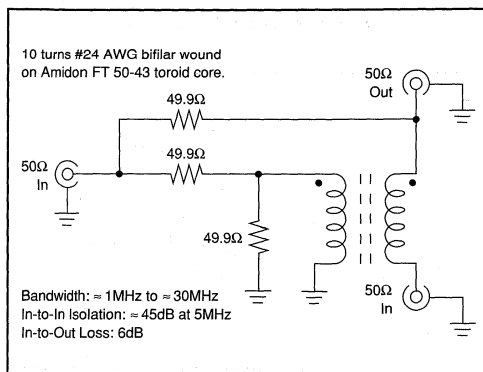 10 turns #24 AWG bifilar wound
on Amidon FT 50-43 toroid core.
50Ω
Out
49.9Ω
49.9Ω
50Ω
In
49.9Ω
50Ω
In
Bandwidth: ≈ 1MHz to ≈ 30MHz
In-to-In Isolation: ≈ 45dB at 5MHz
In-to-Out Loss: 6dB